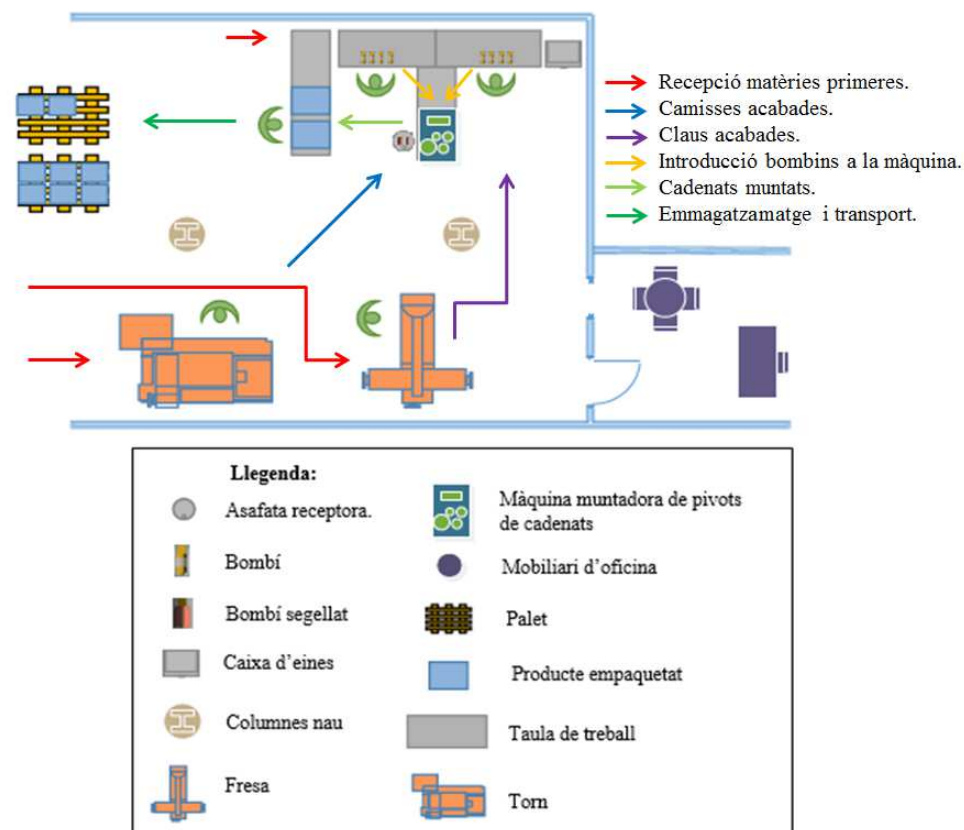 Recepció matèries primeres.
Camisses acabades.
Claus acabades.
Introducció bombins a la màquina.
Cadenats muntats.
Emmagatzamatge i transport.
Llegenda:
Asafata receptora.
Bombí
Bombí segellat
Caixa d'eines
Columnes nau
Fresa
Màquina muntadora de pivots
de cadenats
Mobiliari d'oficina
Palet
Producte empaquetat
Taula de treball
Torn